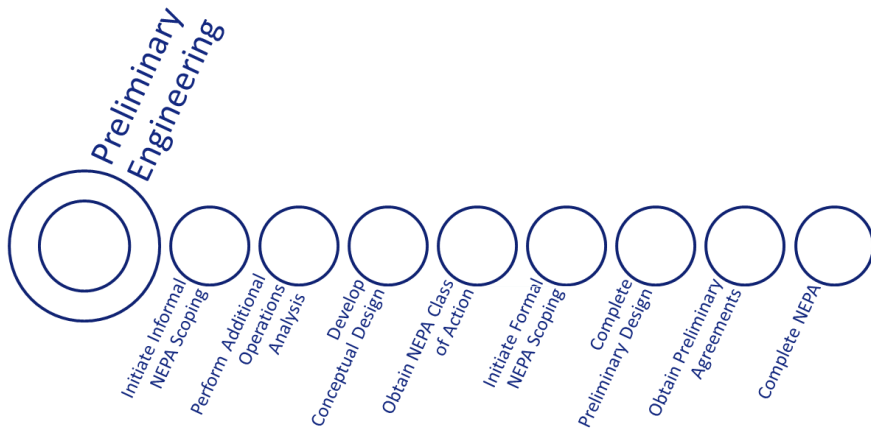 Preliminary
Engineering
Initiate Informal
NEPA Scoping
Perform Additional
Operations
Analysis
Develop
Conceptual Design
Obtain NEPA Class
of Action
Initiate Formal
NEPA Scoping
Complete
Preliminary Design
Obtain Preliminary
Agreements
Complete NEPA